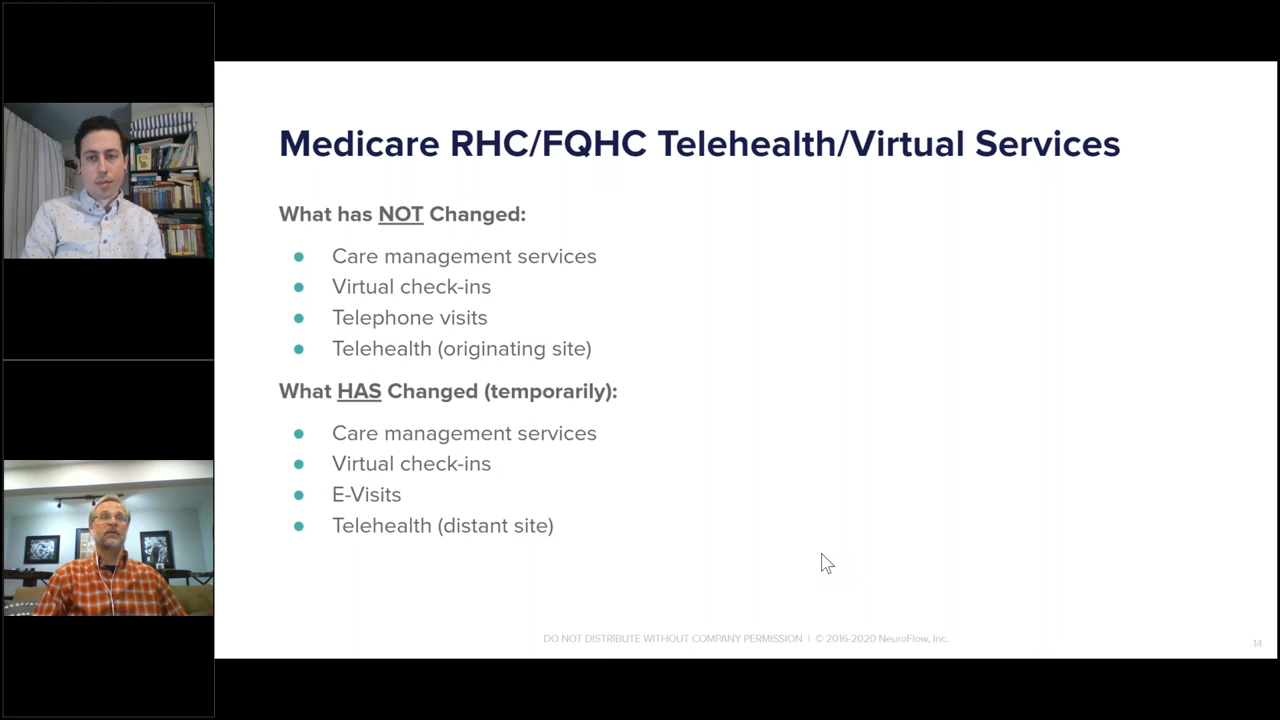 Medicare RHC/FQHC Telehealth/Virtual Services
What has NOT Changed:
● Care management services
● Virtual check-ins
● Telephone visits
● Telehealth (originating site)
What HAS Changed (temporarily):
● Care management services
● Virtual check-ins
● E-Visits
● Telehealth (distant site)
DO NOT DISTRIBUTE WITHOUT COMPANY PERMISSION | © 2016-2020 NeuroFlow, Inc.
14